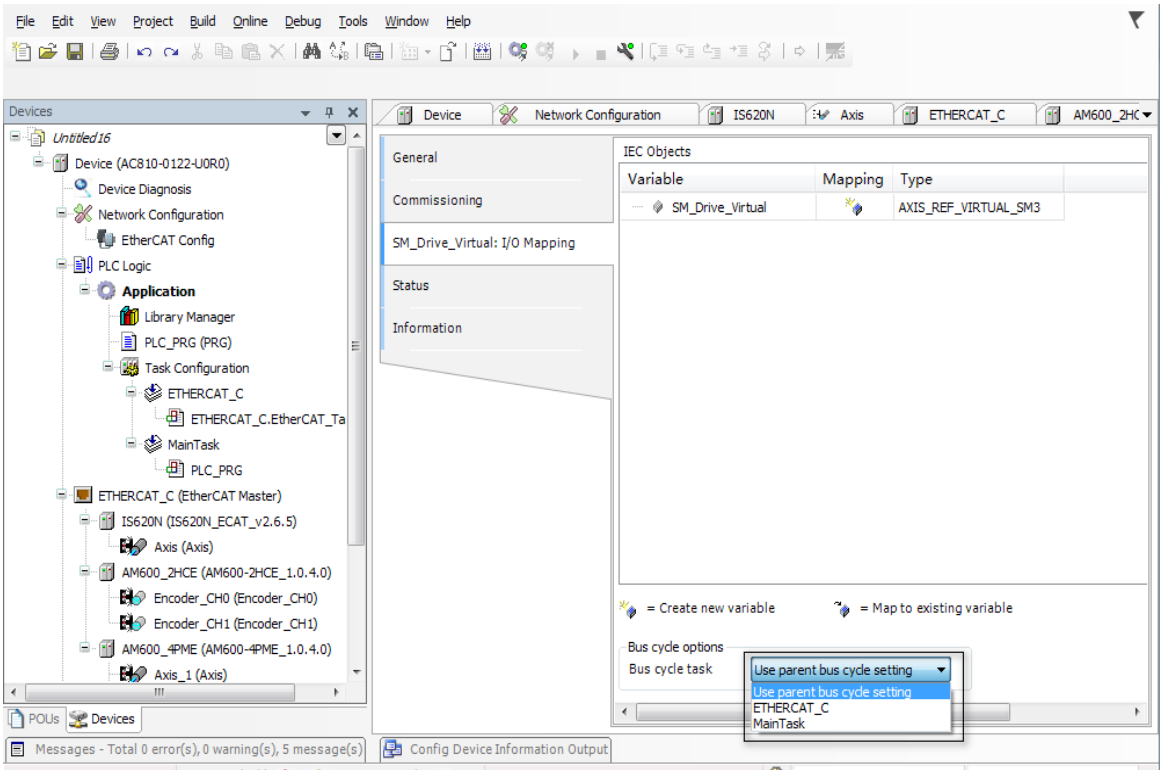 File Edit View Project Build Online Debug Tools Window Help
Devices
Untitled16
Device (AC810-0122-U0R0)
Device Diagnosis
Network Configuration
EtherCAT Config
PLC Logic
Application
Library Manager
PLC_PRG (PRG)
Task Configuration
ETHERCAT_C
ETHERCAT_C.EtherCAT_Ta
MainTask
PLC_PRG
ETHERCAT_C (EtherCAT Master)
IS620N (IS620N_ECAT_v2.6.5)
Axis (Axis)
AM600_2HCE (AM600-2HCE_1.0.4.0)
Encoder_CH0 (Encoder_CH0)
Encoder_CH1 (Encoder_CH1)
AM600_4PME (AM600-4PME_1.0.4.0)
Axis_1 (Axis)
POUs Devices
Device Network Configuration IS620N Axis ETHERCAT_C AM600_2HC
General
Commissioning
SM_Drive_Virtual: I/O Mapping
Status
Information
IEC Objects
Variable Mapping Type
SM_Drive_Virtual AXIS_REF_VIRTUAL_SM3
= Create new variable = Map to existing variable
Bus cycle options
Bus cycle task Use parent bus cycle setting
Use parent bus cycle setting
ETHERCAT_C
MainTask
Messages - Total 0 error(s), 0 warning(s), 5 message(s) Config Device Information Output